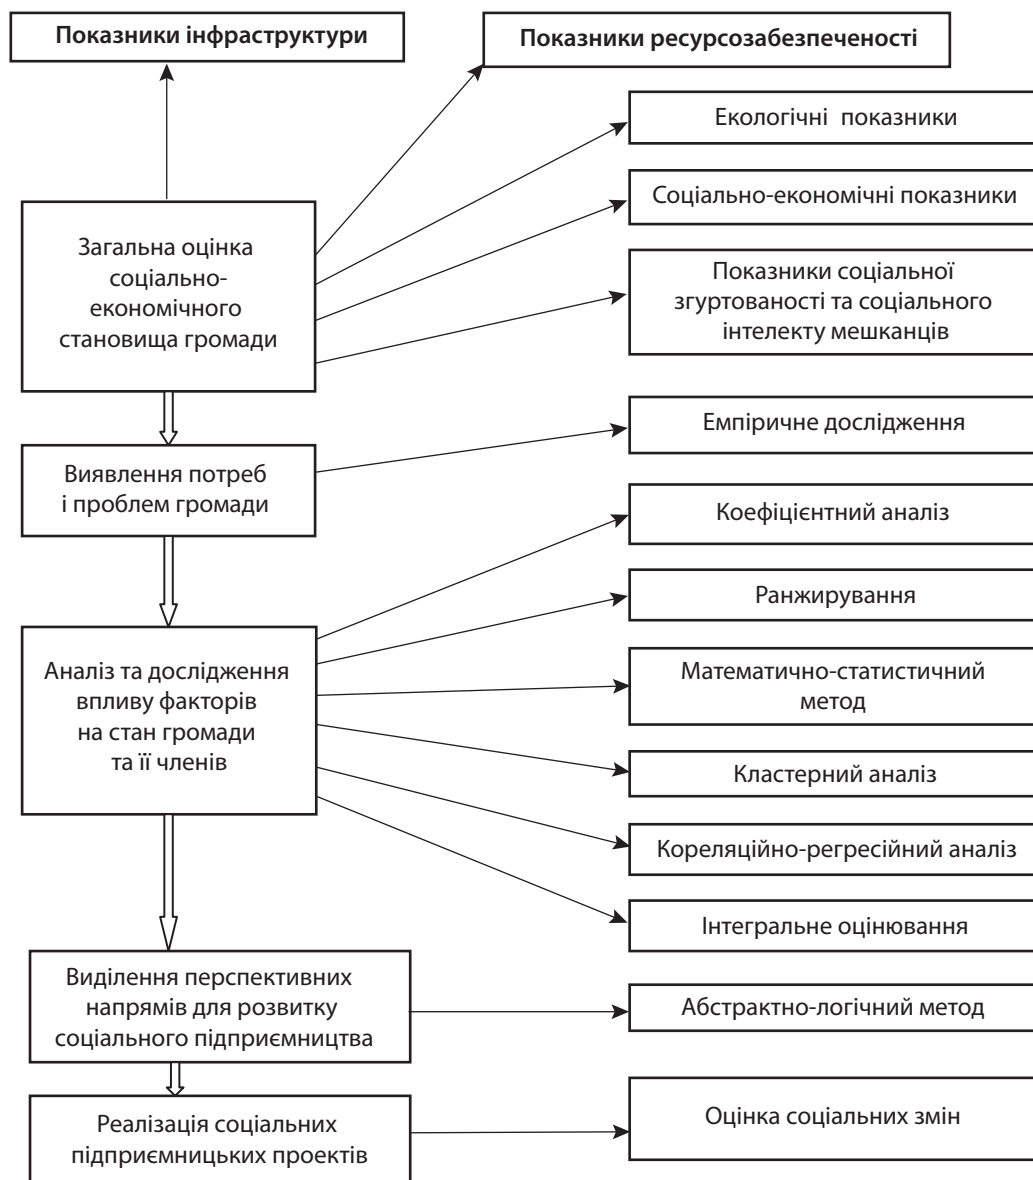 Показники інфраструктури
Показники ресурсозабезпеченості
Екологічні показники
Соціально-економічні показники
Загальна оцінка
соціально-
економічного
становища громади
Показники соціальної
згуртованості та соціального
інтелекту мешканців
Емпіричне дослідження
Виявлення потреб
і проблем громади
Коефіцієнтний аналіз
Ранжирування
Аналіз та дослідження
впливу факторів
на стан громади
та її членів
Математично-статистичний
метод
Кластерний аналіз
Кореляційно-регресійний аналіз
Інтегральне оцінювання
Виділення перспективних
напрямів для розвитку
соціального підприємництва
Абстрактно-логічний метод
Реалізація соціальних
підприємницьких проектів
Оцінка соціальних змін